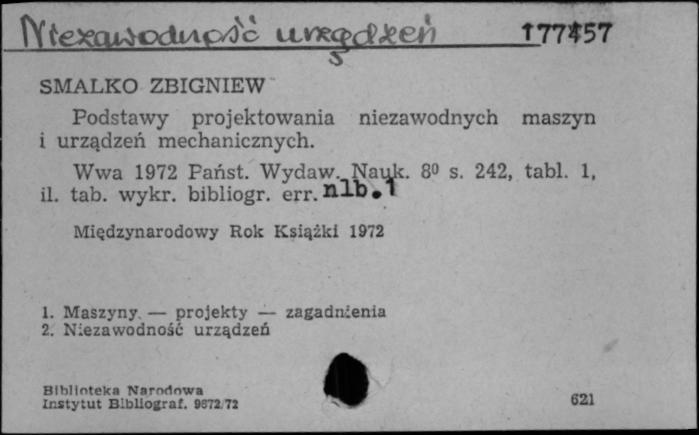 Niezawodność urządzeń 177457
SMALKO ZBIGNIEW
Podstawy projektowania niezawodnych maszyn
i urządzeń mechanicznych.
Wwa 1972 Państ. Wydaw. Nauk. 8⁰ s. 242, tabl. 1,
il. tab. wykr. bibliogr. err. nlb. 1
Międzynarodowy Rok Książki 1972
1. Maszyny — projekty — zagadnienia
2. Niezawodność urządzeń
Biblioteka Narodowa
Instytut Bibliograf. 9872/72 621